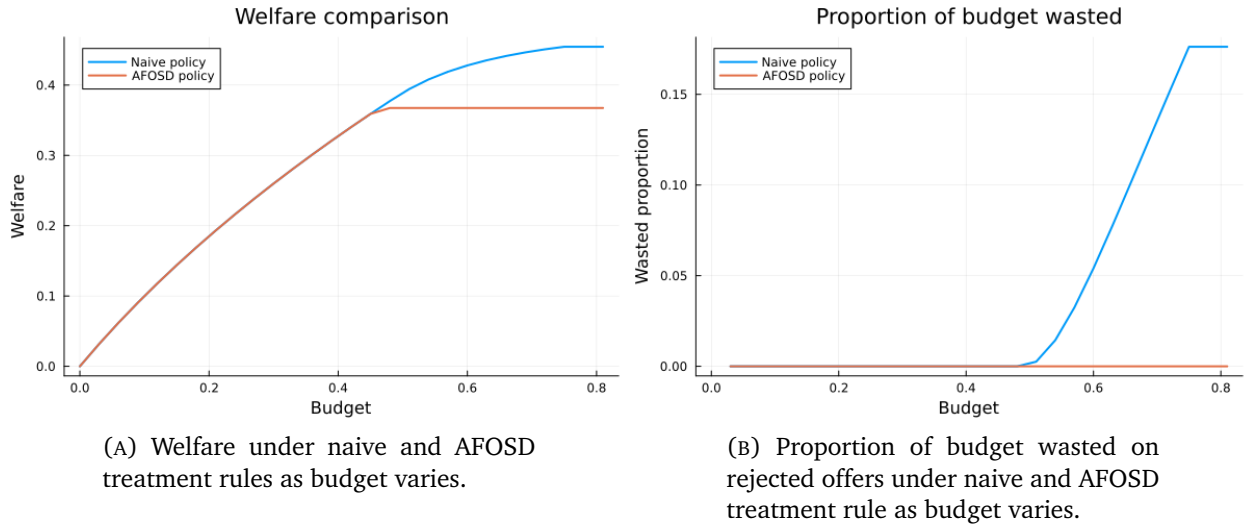 Welfare comparison
Naive policy
AFOSD policy
0.4
0.3
0.2
0.1
0.0
Welfare
0.0
0.2
0.4
0.6
0.8
Budget
(A) Welfare under naive and AFOSD
treatment rules as budget varies.
Proportion of budget wasted
Naive policy
AFOSD policy
0.15
0.10
0.05
0.00
Wasted proportion
0.0
0.2
0.4
0.6
0.8
Budget
(B) Proportion of budget wasted on
rejected offers under naive and AFOSD
treatment rule as budget varies.